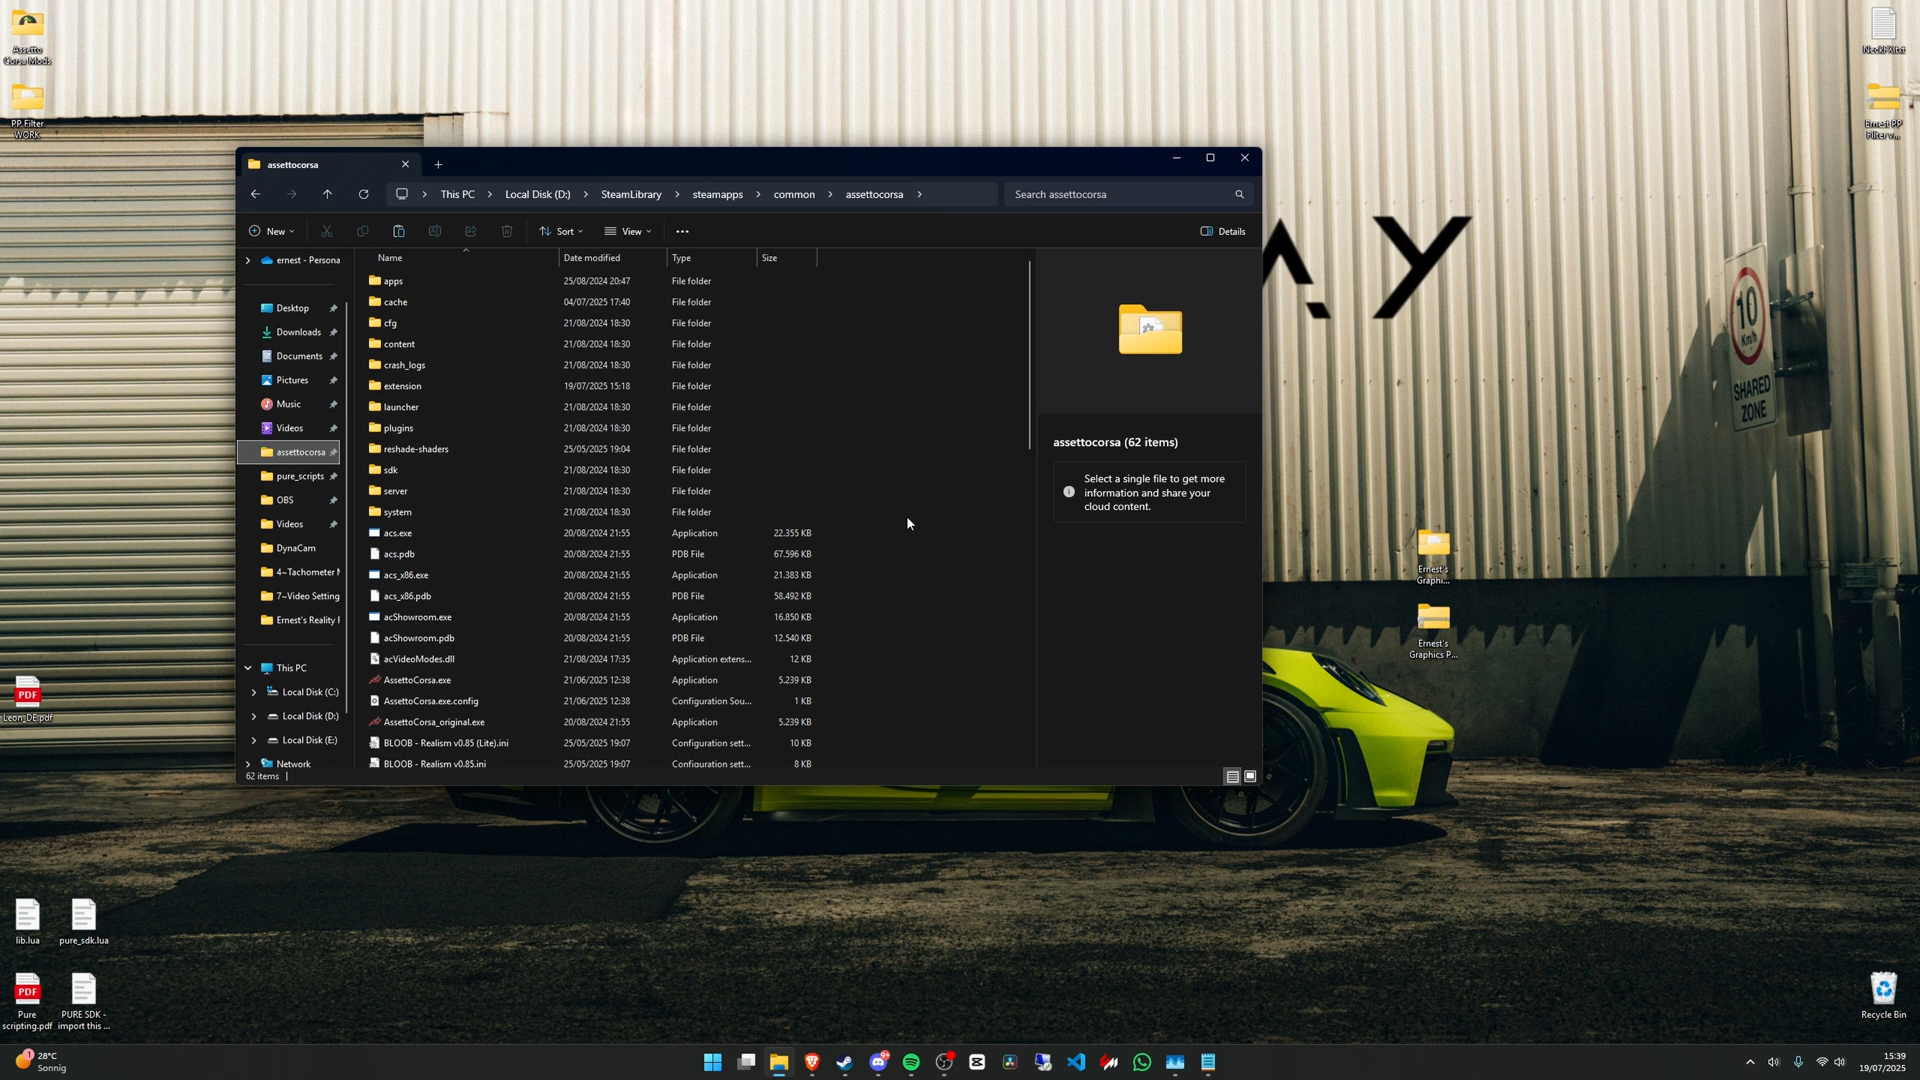 Assetto
Corsa Mods
PP Filter
WORK
Leon_DE.pdf
lib.lua
pure_sdk.lua
Pure
scripting.pdf
PURE SDK -
import this ...
assettocorsa
This PC
Local Disk (D:)
SteamLibrary
steamapps
common
assettocorsa
Search assettocorsa
New
Sort
View
Details
ernest - Persona
Desktop
Downloads
Documents
Pictures
Music
Videos
assettocorsa
pure_scripts
OBS
Videos
DynaCam
4~Tachometer
7~Video Setting
Ernest's Reality
This PC
Local Disk (C:)
Local Disk (D:)
Local Disk (E:)
Network
Name Date modified Type Size
apps 25/08/2024 20:47 File folder
cache 04/07/2025 17:40 File folder
cfg 21/08/2024 18:30 File folder
content 21/08/2024 18:30 File folder
crash_logs 21/08/2024 18:30 File folder
extension 19/07/2025 15:18 File folder
launcher 21/08/2024 18:30 File folder
plugins 21/08/2024 18:30 File folder
reshade-shaders 25/05/2025 19:04 File folder
sdk 21/08/2024 18:30 File folder
server 21/08/2024 18:30 File folder
system 21/08/2024 18:30 File folder
acs.exe 20/08/2024 21:55 Application 22.355 KB
acs.pdb 20/08/2024 21:55 PDB File 67.596 KB
acs_x86.exe 20/08/2024 21:55 Application 21.383 KB
acs_x86.pdb 20/08/2024 21:55 PDB File 58.492 KB
acShowroom.exe 20/08/2024 21:55 Application 16.850 KB
acShowroom.pdb 20/08/2024 21:55 PDB File 12.540 KB
acVideoModes.dll 21/08/2024 17:35 Application extens... 12 KB
AssettoCorsa.exe 21/06/2025 12:38 Application 5.239 KB
AssettoCorsa.exe.config 21/06/2025 12:38 Configuration Sou... 1 KB
AssettoCorsa_original.exe 20/08/2024 21:55 Application 5.239 KB
BLOOB - Realism v0.85 (Lite).ini 25/05/2025 19:07 Configuration sett... 10 KB
BLOOB - Realism v0.85.ini 25/05/2025 19:07 Configuration sett... 8 KB
62 items
assettocorsa (62 items)
Select a single file to get more
information and share your
cloud content.
A Y
10
Km/h
SHARED
ZONE
Ernest PP
Filter v...
Ernest's
Graphi...
Ernest's
Graphics P...
Recycle Bin
1
28°C
Sonnig
15:39
19/07/2025